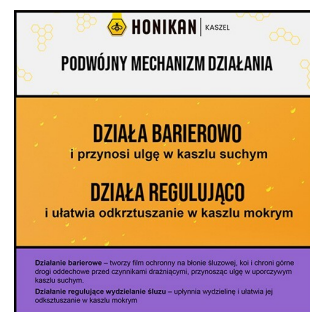 HONIKAN KASZEL
PODWÓJNY MECHANIZM DZIAŁANIA
DZIAŁA BARIEROWO
i przynosi ulgę w kaszlu suchym
DZIAŁA REGULUJĄCO
i ułatwia odkrztuszanie w kaszlu mokrym
Działanie barierowe – tworzy film ochronny na błonie śluzowej, koi i chroni górne
drogi oddechowe przed czynnikami drażniącymi, przynosząc ulgę w uporczywym
kaszlu suchym.
Działanie regulujące wydzielanie śluzu – upłynnia wydzielinę i ułatwia jej
odksztuszanie w kaszlu mokrym